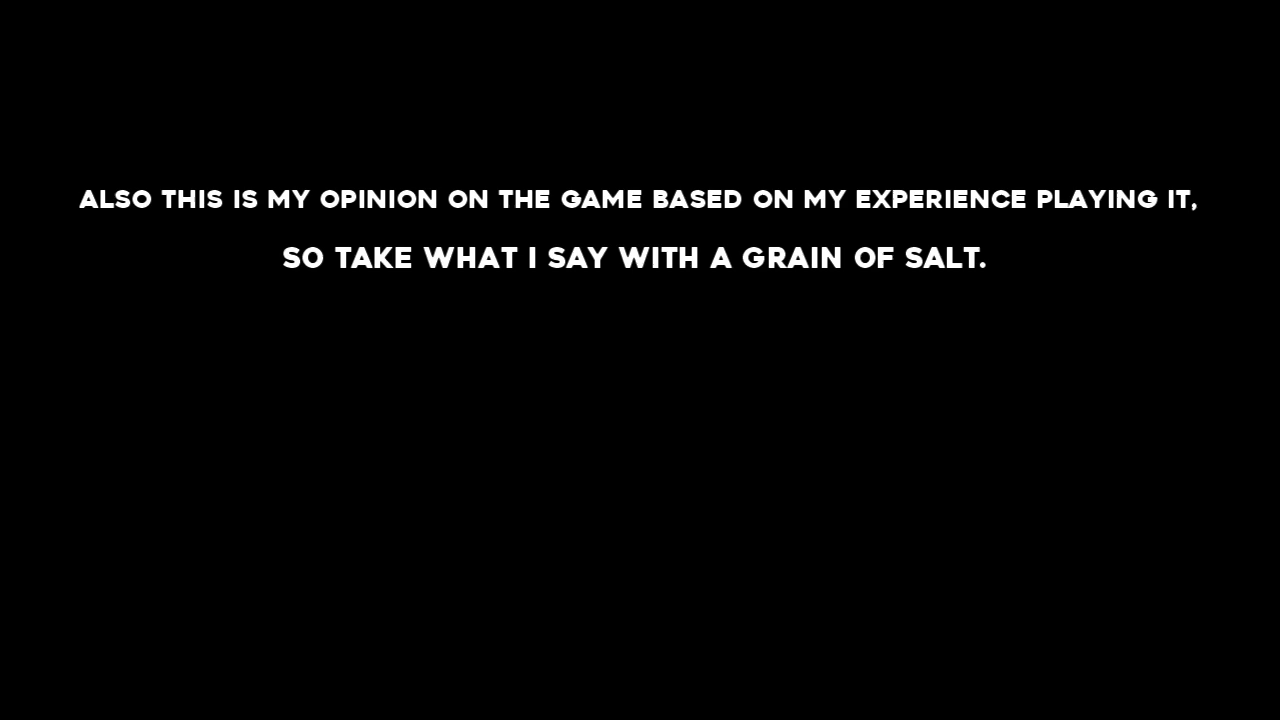 ALSO THIS IS MY OPINION ON THE GAME BASED ON MY EXPERIENCE PLAYING IT,
SO TAKE WHAT I SAY WITH A GRAIN OF SALT.